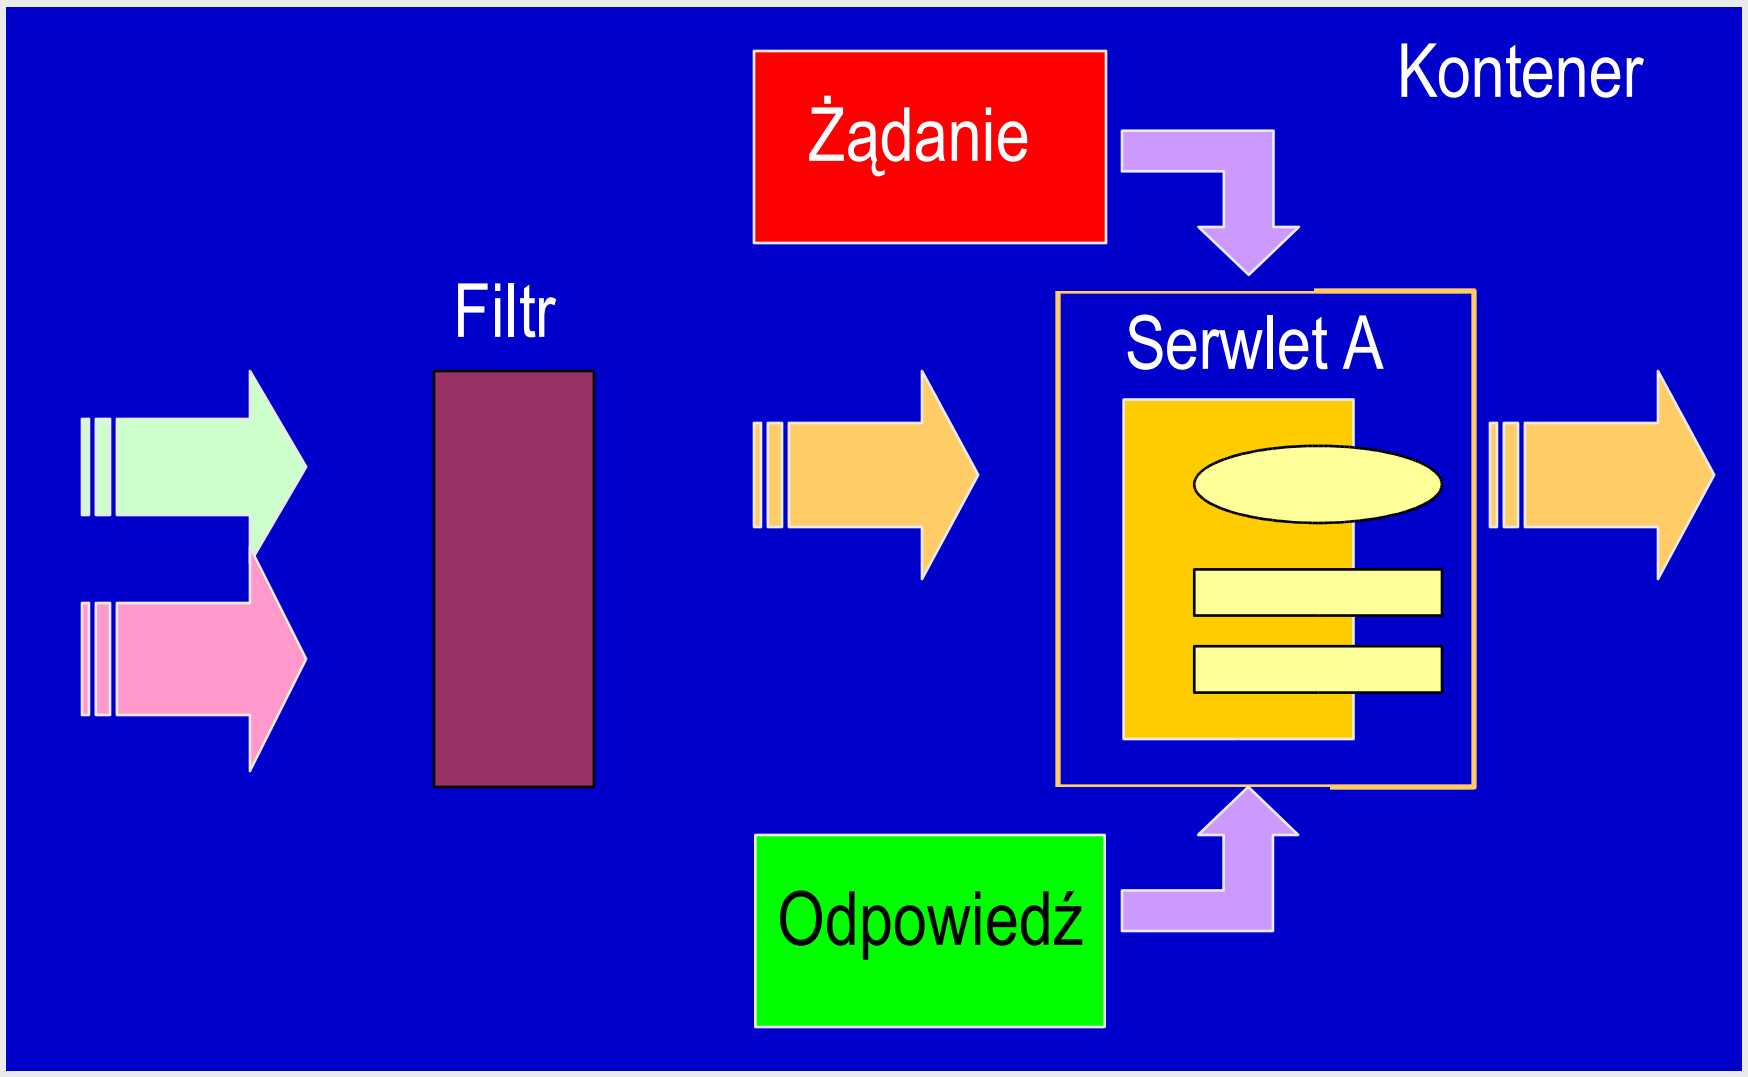 Kontener
Żądanie
Filtr
Serwlet A
Odpowiedź